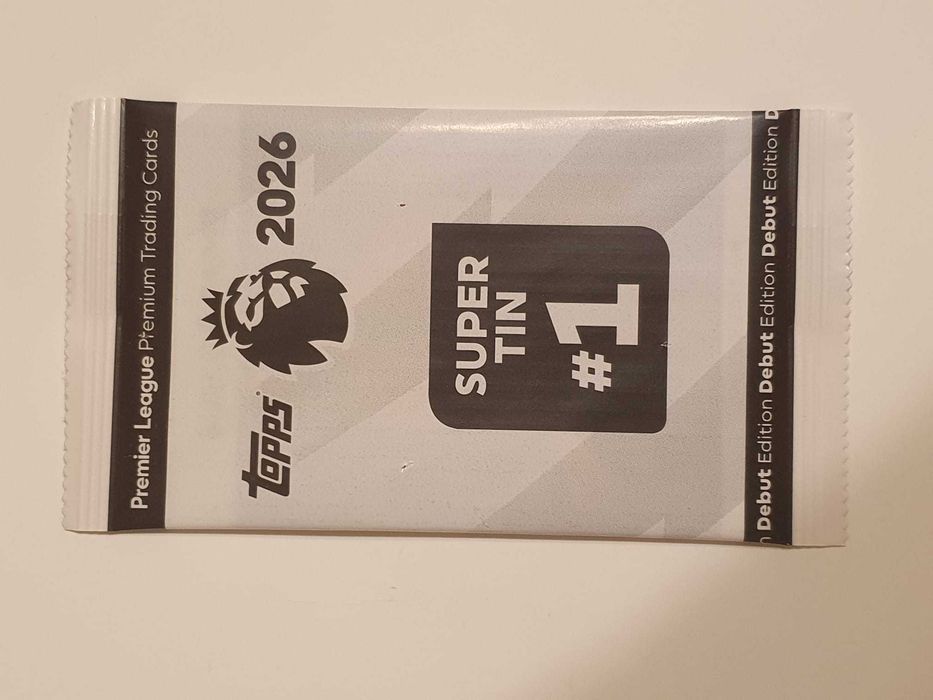 Premier League Premium Trading Cards
topps 2026
SUPER
TIN
#1
n Debut Edition Debut Edition Debut Edition D